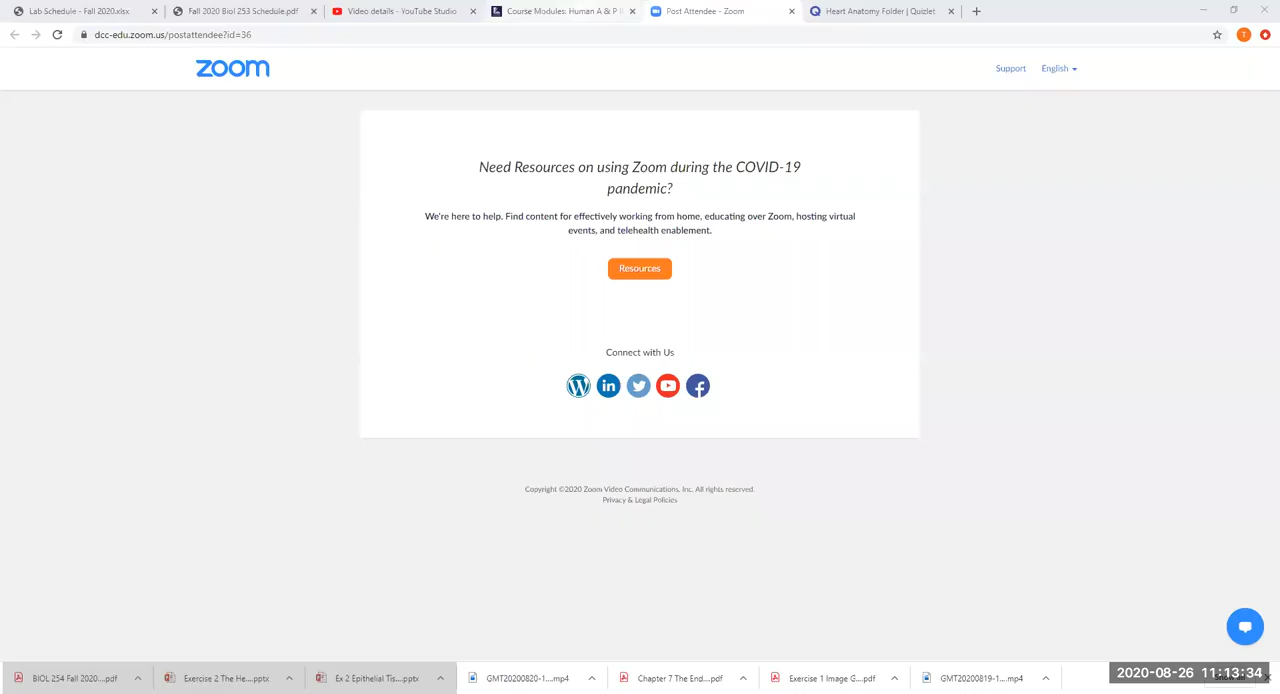 Lab Schedule - Fall 2020.xlsx
Fall 2020 Biol 253 Schedule.pdf
Video details - YouTube Studio
Course Modules: Human A & P
Post Attendee - Zoom
Heart Anatomy Folder | Quizlet
dcc-edu.zoom.us/postattendee?id=36
T
zoom
Support
English
Need Resources on using Zoom during the COVID-19
pandemic?
We're here to help. Find content for effectively working from home, educating over Zoom, hosting virtual
events, and telehealth enablement.
Resources
Connect with Us
Copyright ©2020 Zoom Video Communications, Inc. All rights reserved.
Privacy & Legal Policies
BIOL 254 Fall 2020....pdf
Exercise 2 The He....pptx
Ex 2 Epithelial Tis....pptx
GMT20200820-1....mp4
Chapter 7 The End....pdf
Exercise 1 Image G....pdf
GMT20200819-1....mp4
2020-08-26 11:13:34